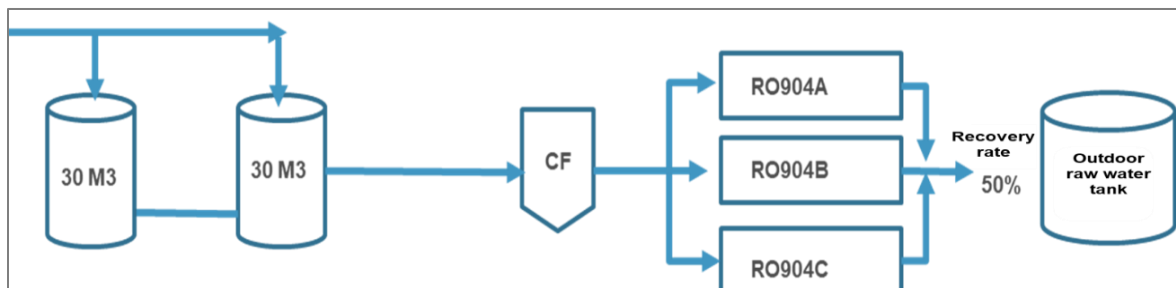 30 M3
30 M3
CF
RO904A
RO904B
RO904C
Recovery
rate
50%
Outdoor
raw water
tank